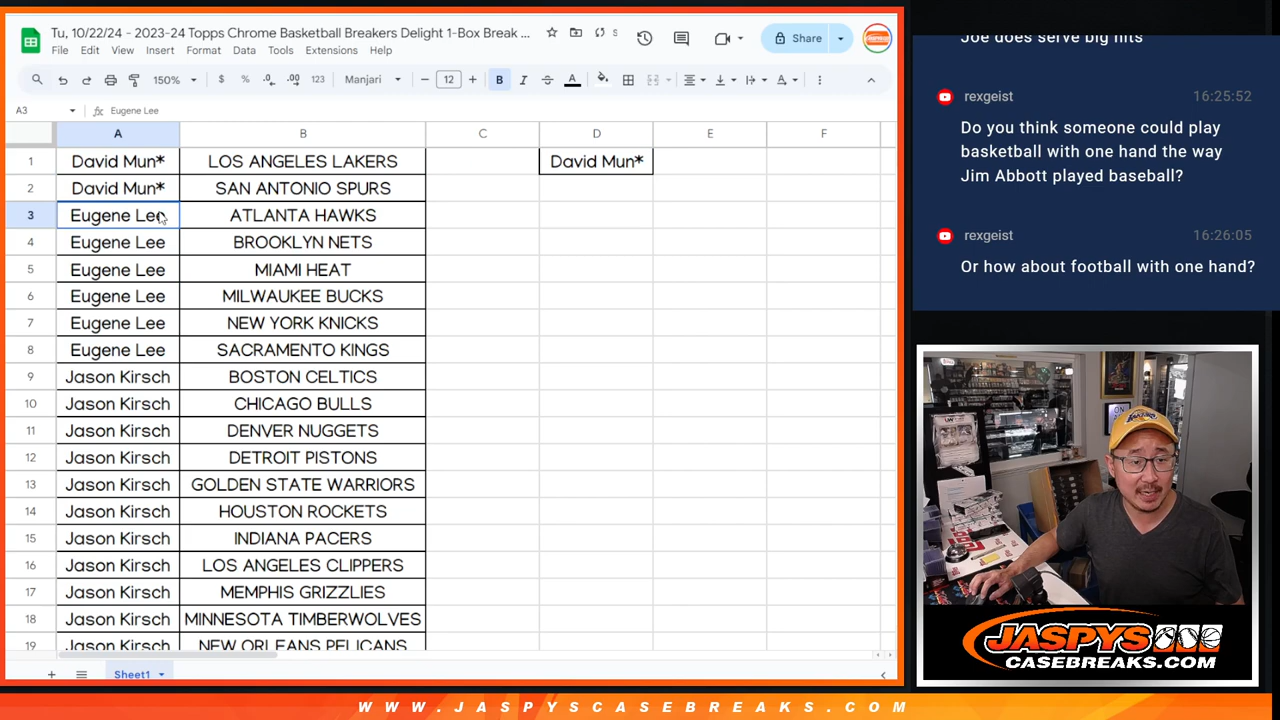 Tu, 10/22/24 - 2023-24 Topps Chrome Basketball Breakers Delight 1-Box Break ...
File Edit View Insert Format Data Tools Extensions Help
Share
150% $ % .0 .00 123 Manjari - 12 + B I A
A3 fx Eugene Lee
A B C D E F
1 David Mun* LOS ANGELES LAKERS David Mun*
2 David Mun* SAN ANTONIO SPURS
3 Eugene Lee ATLANTA HAWKS
4 Eugene Lee BROOKLYN NETS
5 Eugene Lee MIAMI HEAT
6 Eugene Lee MILWAUKEE BUCKS
7 Eugene Lee NEW YORK KNICKS
8 Eugene Lee SACRAMENTO KINGS
9 Jason Kirsch BOSTON CELTICS
10 Jason Kirsch CHICAGO BULLS
11 Jason Kirsch DENVER NUGGETS
12 Jason Kirsch DETROIT PISTONS
13 Jason Kirsch GOLDEN STATE WARRIORS
14 Jason Kirsch HOUSTON ROCKETS
15 Jason Kirsch INDIANA PACERS
16 Jason Kirsch LOS ANGELES CLIPPERS
17 Jason Kirsch MEMPHIS GRIZZLIES
18 Jason Kirsch MINNESOTA TIMBERWOLVES
19 Jason Kirsch NEW ORLEANS PELICANS
Sheet1
Joe does serve big hits
rexgeist 16:25:52
Do you think someone could play
basketball with one hand the way
Jim Abbott played baseball?
rexgeist 16:26:05
Or how about football with one hand?
JASPYS
CASEBREAKS.COM
WWW.JASPYSCASEBREAKS.COM